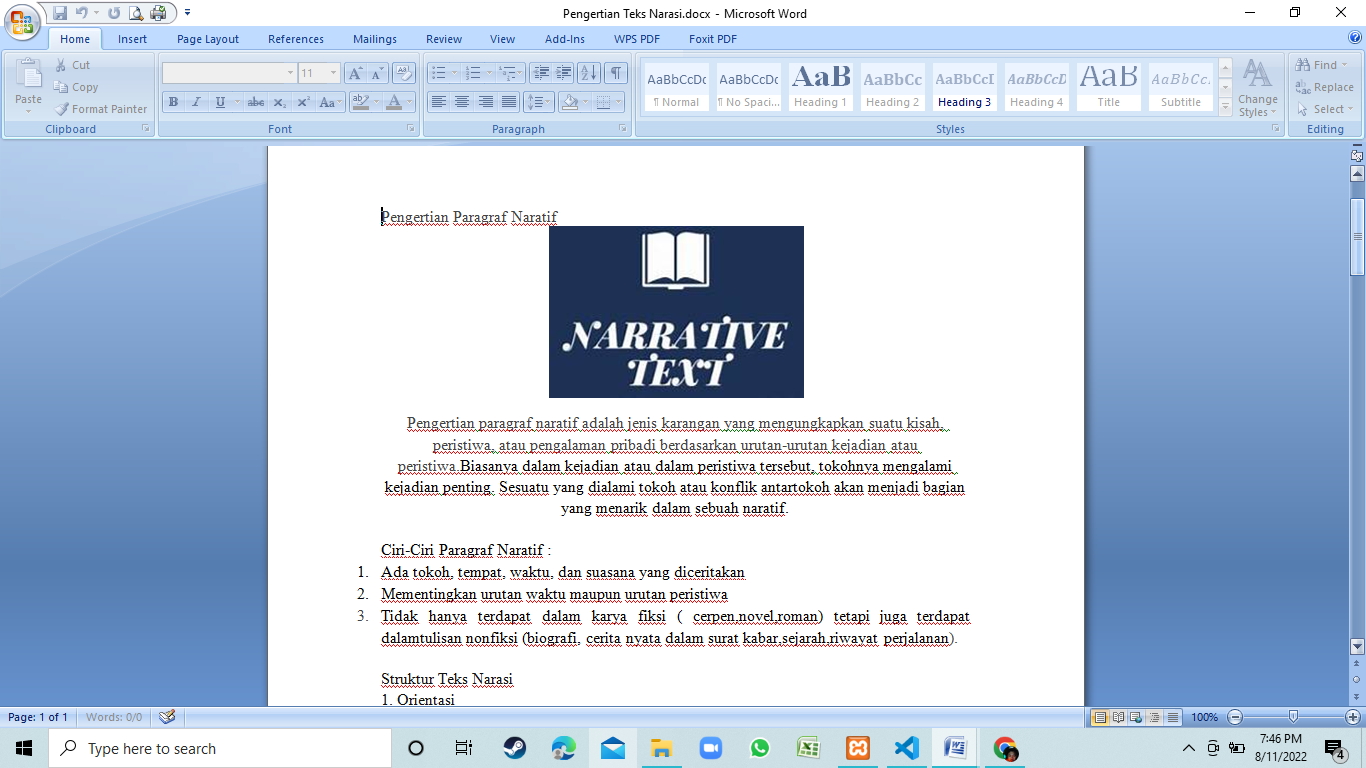 Pengertian Teks Narasi.docx - Microsoft Word
Home Insert Page Layout References Mailings Review View Add-Ins WPS PDF Foxit PDF
Paste
Cut
Copy
Format Painter
Clipboard
11
B I U abc x₂ x² Aa
Font
Paragraph
AaBbCcDc AaBbCcDc AaB AaBbCc AaBbCcI AaBbCcD AaB AaBbCc.
¶ Normal ¶ No Spaci... Heading 1 Heading 2 Heading 3 Heading 4 Title Subtitle
Change Styles
Styles
Find
Replace
Select
Editing
Pengertian Paragraf Naratif
NARRATIVE
TEXT
Pengertian paragraf naratif adalah jenis karangan yang mengungkapkan suatu kisah,
peristiwa, atau pengalaman pribadi berdasarkan urutan-urutan kejadian atau
peristiwa.Biasanya dalam kejadian atau dalam peristiwa tersebut, tokohnya mengalami
kejadian penting. Sesuatu yang dialami tokoh atau konflik antartokoh akan menjadi bagian
yang menarik dalam sebuah naratif.
Ciri-Ciri Paragraf Naratif :
1. Ada tokoh, tempat, waktu, dan suasana yang diceritakan
2. Mementingkan urutan waktu maupun urutan peristiwa
3. Tidak hanya terdapat dalam karya fiksi ( cerpen,novel,roman) tetapi juga terdapat
dalamtulisan nonfiksi (biografi, cerita nyata dalam surat kabar,sejarah,riwayat perjalanan).
Struktur Teks Narasi
1. Orientasi
Page: 1 of 1 Words: 0/0 100%
Type here to search
7:46 PM
8/11/2022
4